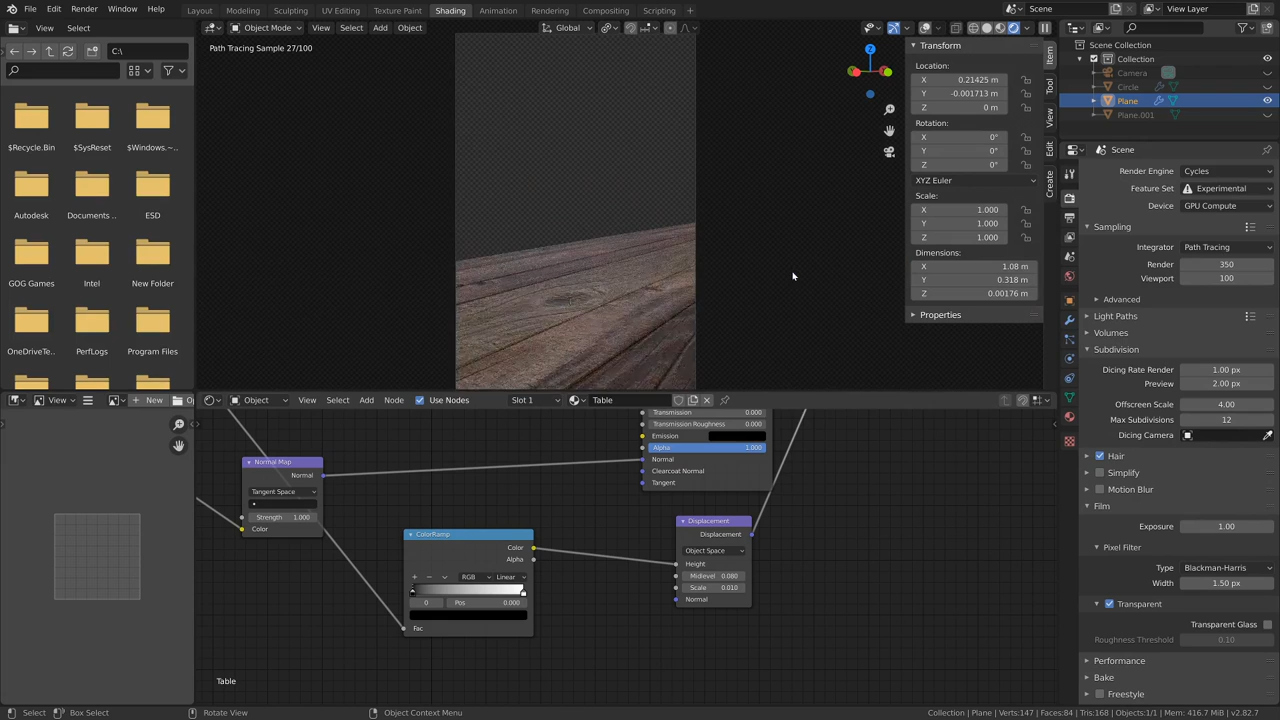 File Edit Render Window Help
Layout Modeling Sculpting UV Editing Texture Paint Shading Animation Rendering Compositing Scripting
Scene
View Layer
View Select
C:\
$Recycle.Bin $SysReset $Windows.~...
Autodesk Documents .. ESD
GOG Games Intel New Folder
OneDriveTe... PerfLogs Program Files
Object Mode View Select Add Object
Global
Path Tracing Sample 27/100
Z
Transform
Location:
X 0.21425 m
Y -0.001713 m
Z 0 m
Rotation:
X 0°
Y 0°
Z 0°
XYZ Euler
Scale:
X 1.000
Y 1.000
Z 1.000
Dimensions:
X 1.08 m
Y 0.318 m
Z 0.00176 m
Properties
Item
Tool
View
Edit
Create
Scene Collection
Collection
Camera
Circle
Plane
Plane.001
Scene
Render Engine Cycles
Feature Set Experimental
Device GPU Compute
Sampling
Integrator Path Tracing
Render 350
Viewport 100
Advanced
Light Paths
Volumes
Subdivision
Dicing Rate Render 1.00 px
Preview 2.00 px
Offscreen Scale 4.00
Max Subdivisions 12
Dicing Camera
Hair
Simplify
Motion Blur
Film
Exposure 1.00
Pixel Filter
Type Blackman-Harris
Width 1.50 px
Transparent
Transparent Glass
Roughness Threshold 0.10
Performance
Bake
Freestyle
View New Op
Object View Select Add Node Use Nodes Slot 1 Table
Transmission 0.000
Transmission Roughness 0.000
Emission
Alpha 1.000
Normal
Clearcoat Normal
Tangent
Normal Map
Normal
Tangent Space
Strength 1.000
Color
ColorRamp
Color
Alpha
RGB Linear
0 Pos 0.000
Fac
Displacement
Displacement
Object Space
Height
Midlevel 0.080
Scale 0.010
Normal
Table
Select Box Select Rotate View Object Context Menu
Collection | Plane | Verts:147 | Faces:84 | Tris:168 | Objects:1/1 | Mem: 416.7 MiB | v2.82.7